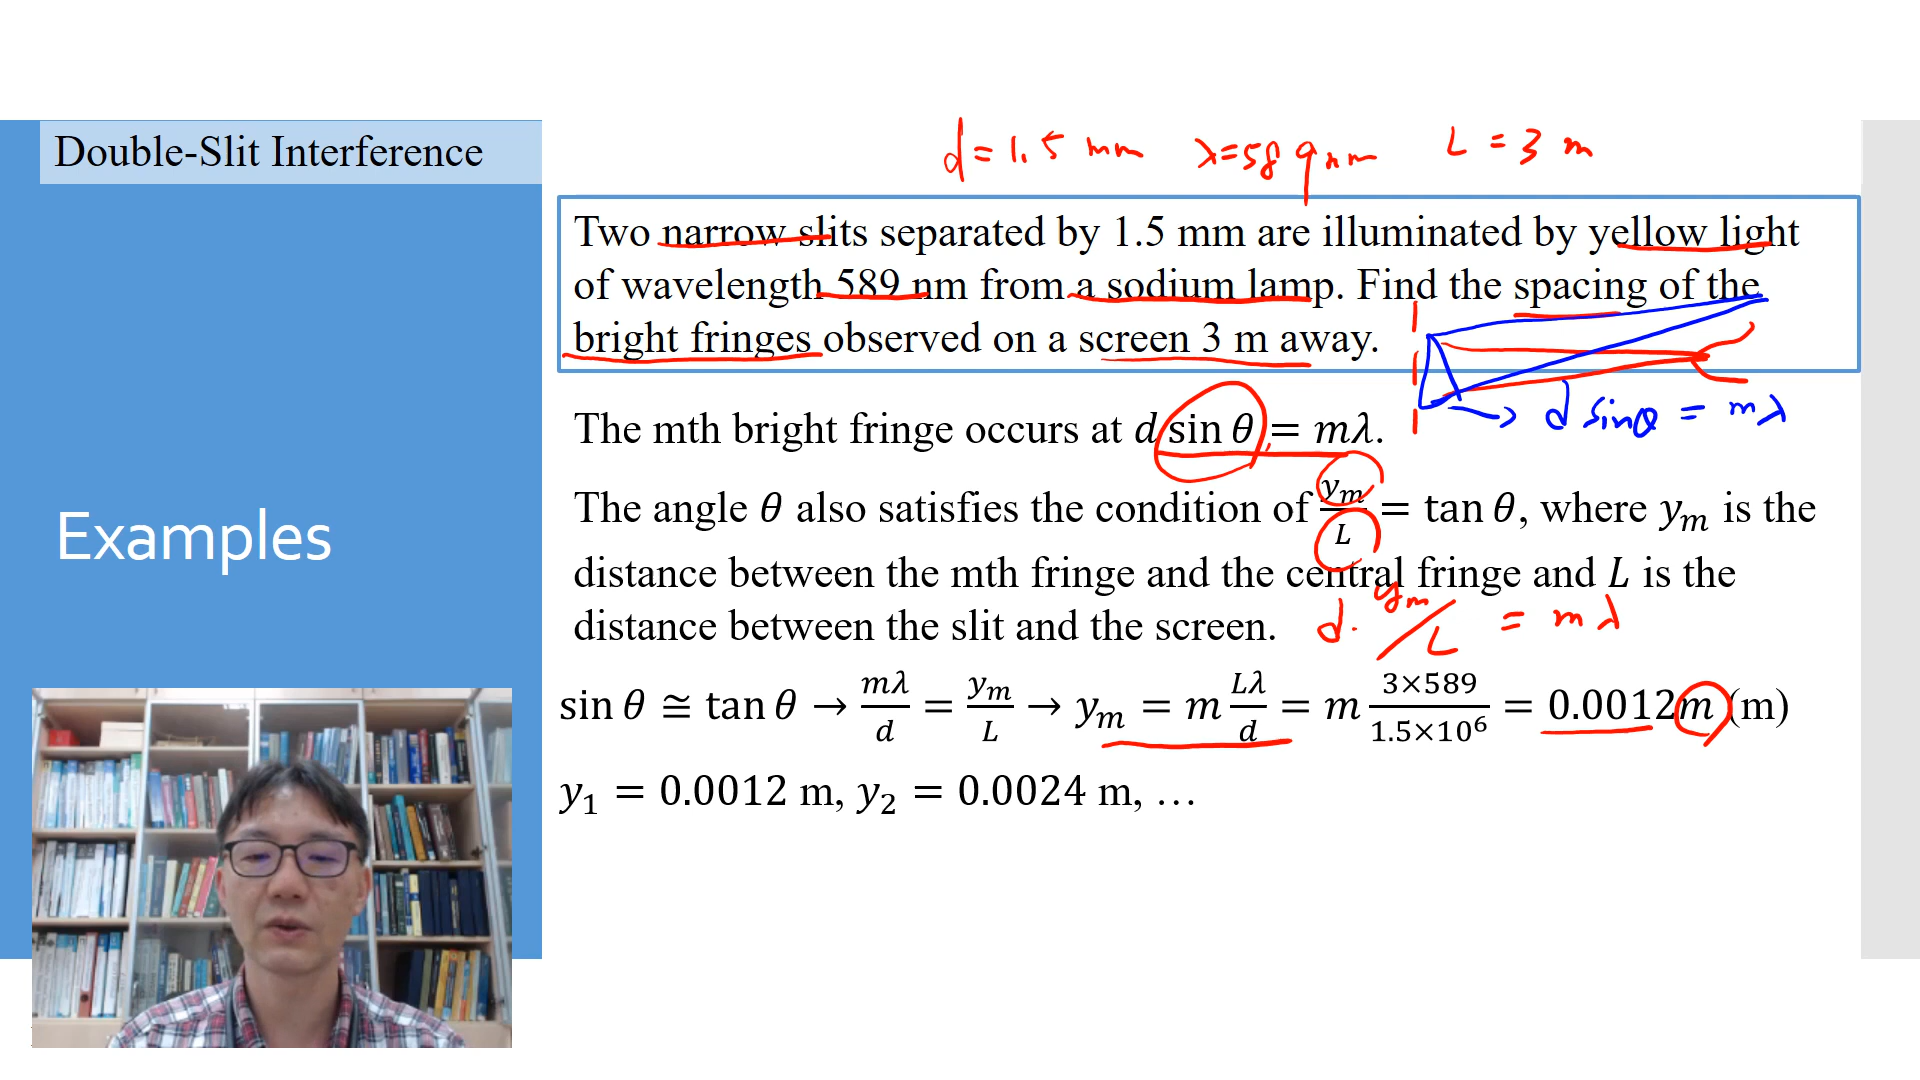 Double-Slit Interference
d = 1.5 mm λ=589nm L = 3 m
Two narrow slits separated by 1.5 mm are illuminated by yellow light
of wavelength 589 nm from a sodium lamp. Find the spacing of the
bright fringes observed on a screen 3 m away.
The mth bright fringe occurs at d sin θ = mλ.
d sinθ = mλ
The angle θ also satisfies the condition of yₘ/L = tan θ, where yₘ is the
distance between the mth fringe and the central fringe and L is the
distance between the slit and the screen.
d · yₘ/L = mλ
sin θ ≅ tan θ → mλ/d = yₘ/L → yₘ = m Lλ/d = m 3×589/1.5×10⁶ = 0.0012m (m)
y₁ = 0.0012 m, y₂ = 0.0024 m, …
Examples